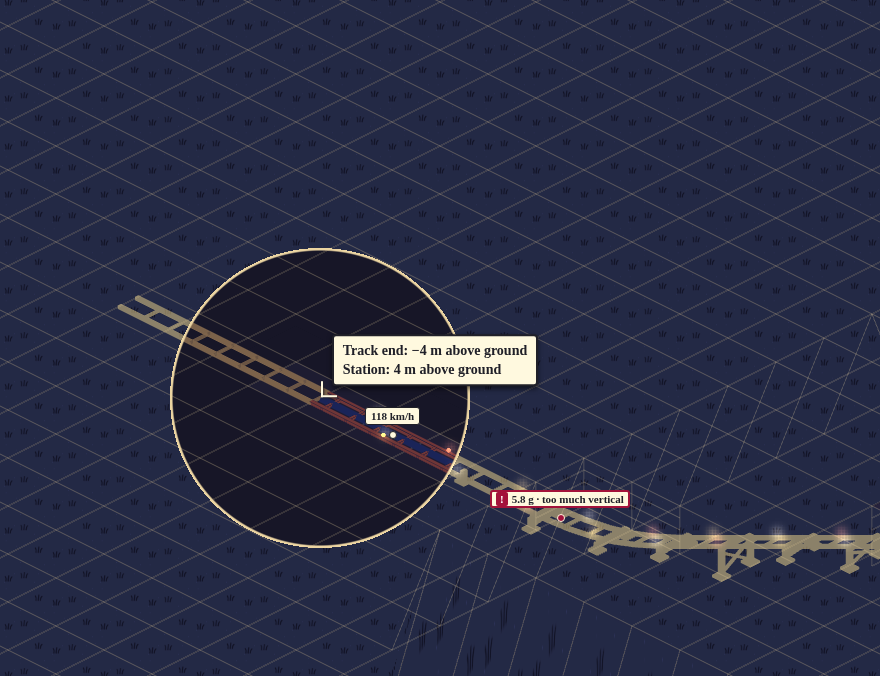 Track end: −4 m above ground
Station: 4 m above ground
118 km/h
! 5.8 g · too much vertical